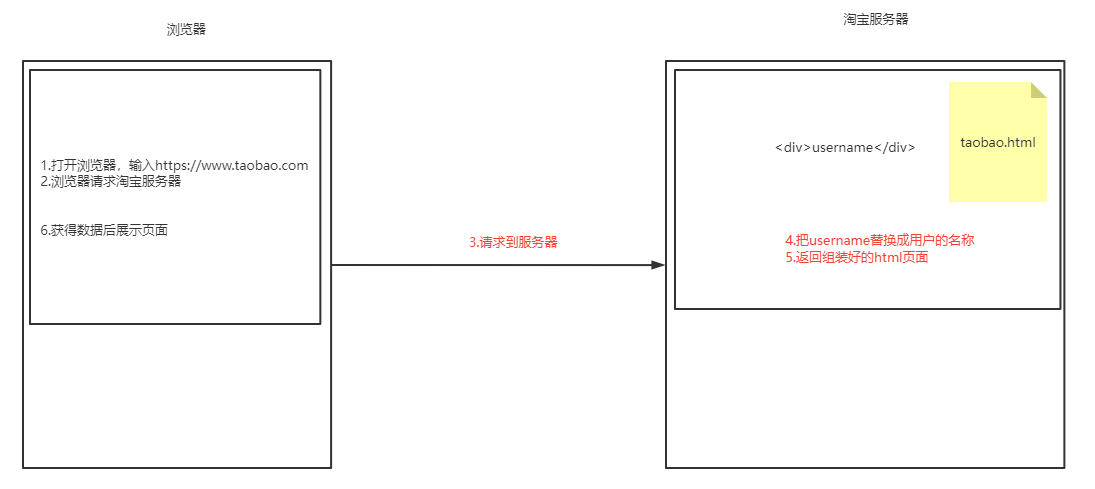 浏览器
淘宝服务器
1.打开浏览器，输入https://www.taobao.com
2.浏览器请求淘宝服务器
6.获得数据后展示页面
3.请求到服务器
<div>username</div>
taobao.html
4.把username替换成用户的名称
5.返回组装好的html页面